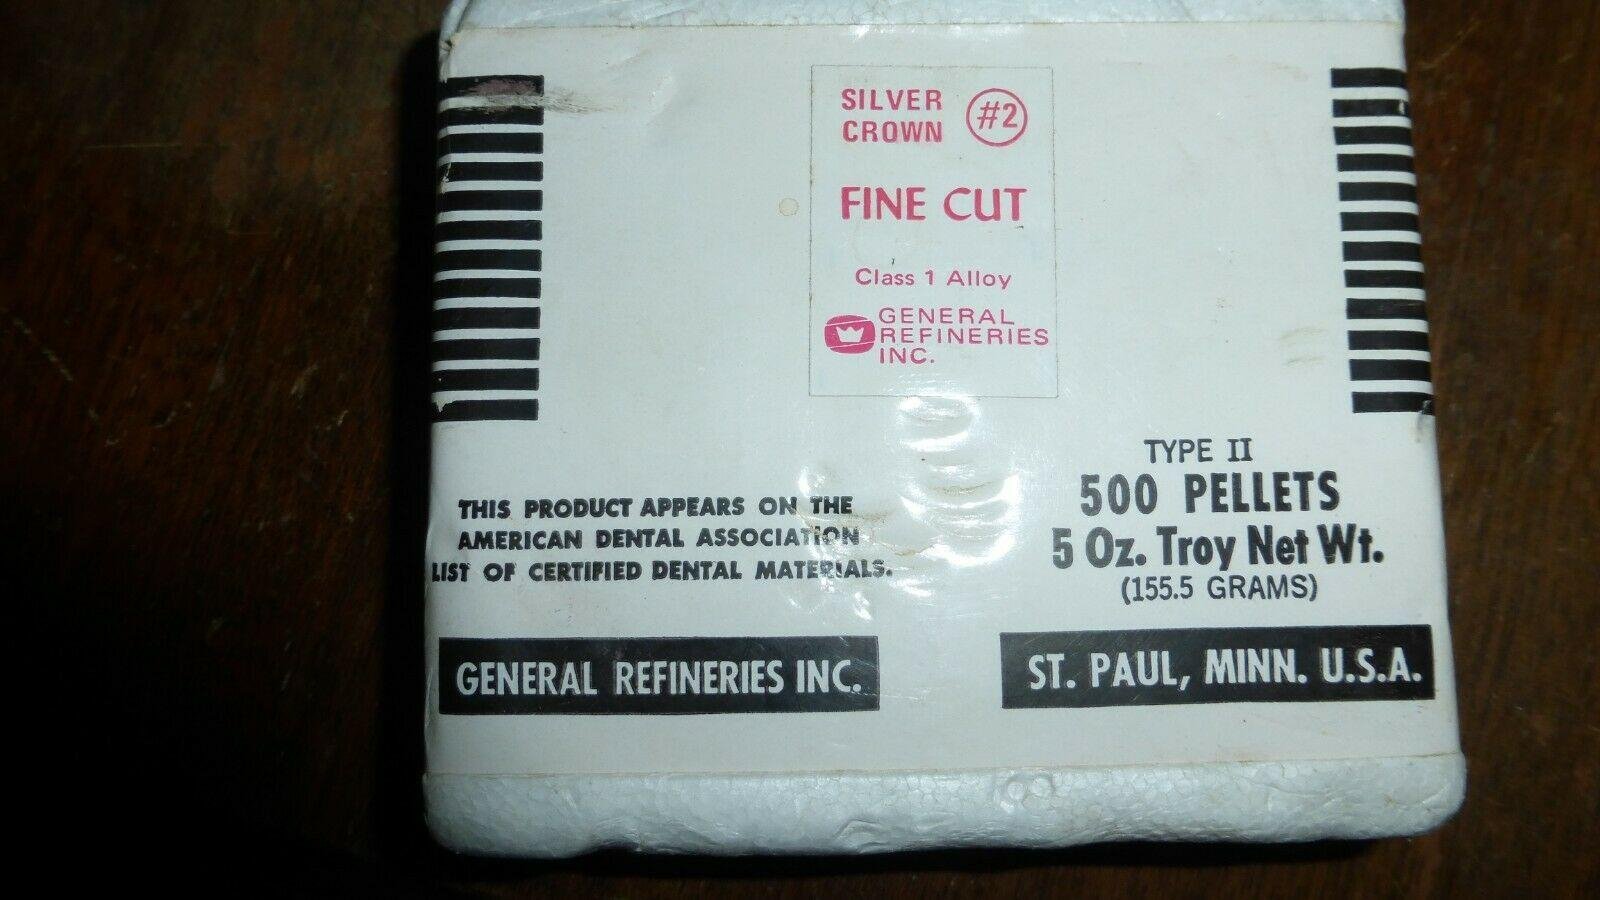 SILVER
CROWN
#2
FINE CUT
Class 1 Alloy
GENERAL
REFINERIES
INC.
TYPE II
500 PELLETS
5 Oz. Troy Net Wt.
(155.5 GRAMS)
THIS PRODUCT APPEARS ON THE
AMERICAN DENTAL ASSOCIATION
LIST OF CERTIFIED DENTAL MATERIALS.
GENERAL REFINERIES INC.
ST. PAUL, MINN. U.S.A.